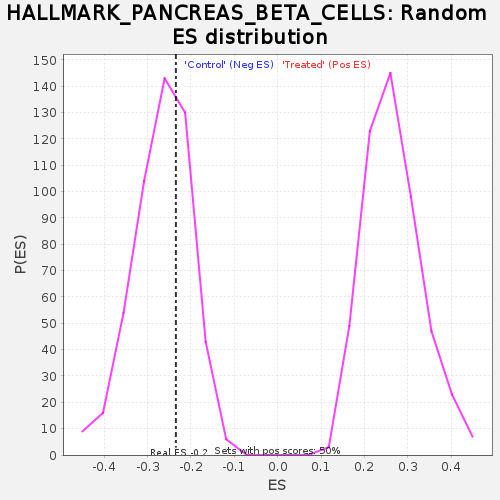 HALLMARK_PANCREAS_BETA_CELLS: Random
ES distribution
'Control' (Neg ES) 'Treated' (Pos ES)
150
140
130
120
110
100
90
80
70
60
50
40
30
20
10
0
P(ES)
Real ES -0.2
Sets with pos scores: 50%
-0.4 -0.3 -0.2 -0.1 0.0 0.1 0.2 0.3 0.4
ES